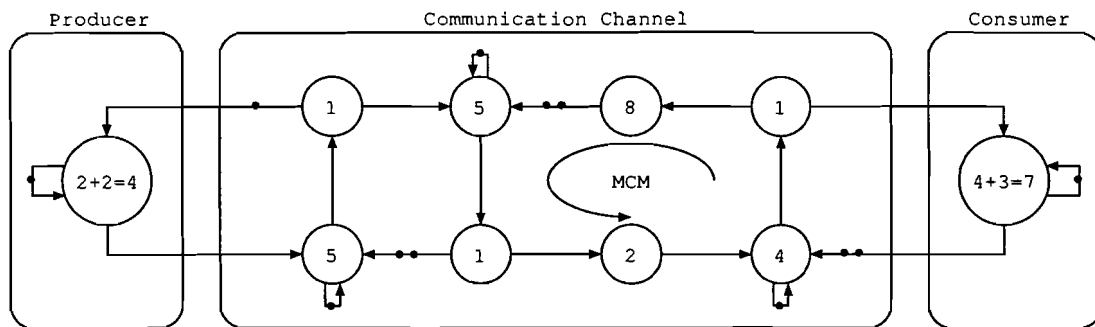 Producer Communication Channel Consumer
1 5 8 1
2+2=4 MCM 4+3=7
5 1 2 4